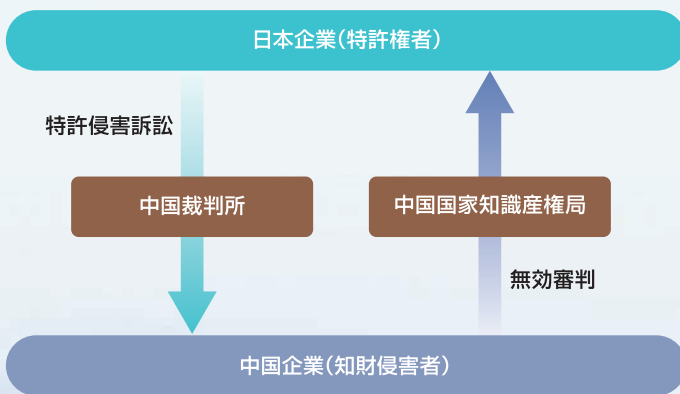 日本企業（特許権者）
特許侵害訴訟
中国裁判所
中国国家知識産権局
無効審判
中国企業（知財侵害者）